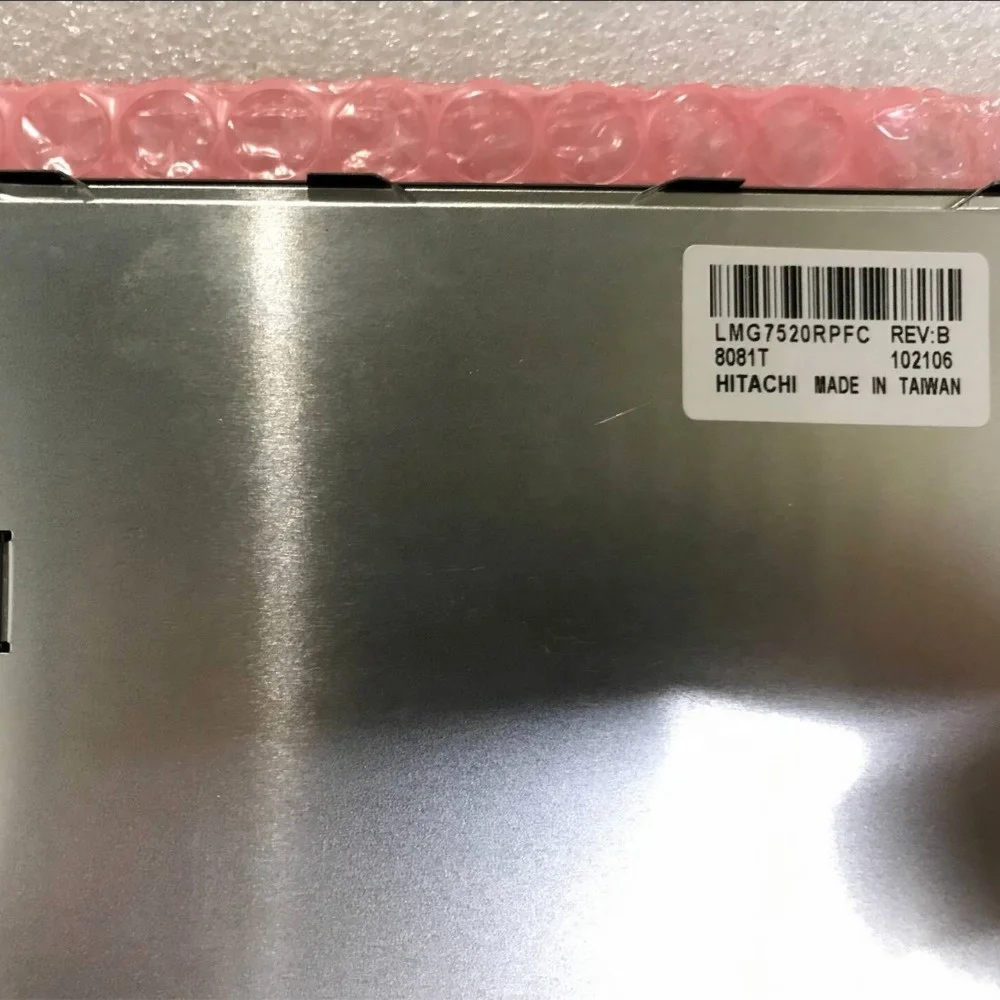 LMG7520RPFC REV:B
8081T 102106
HITACHI MADE IN TAIWAN